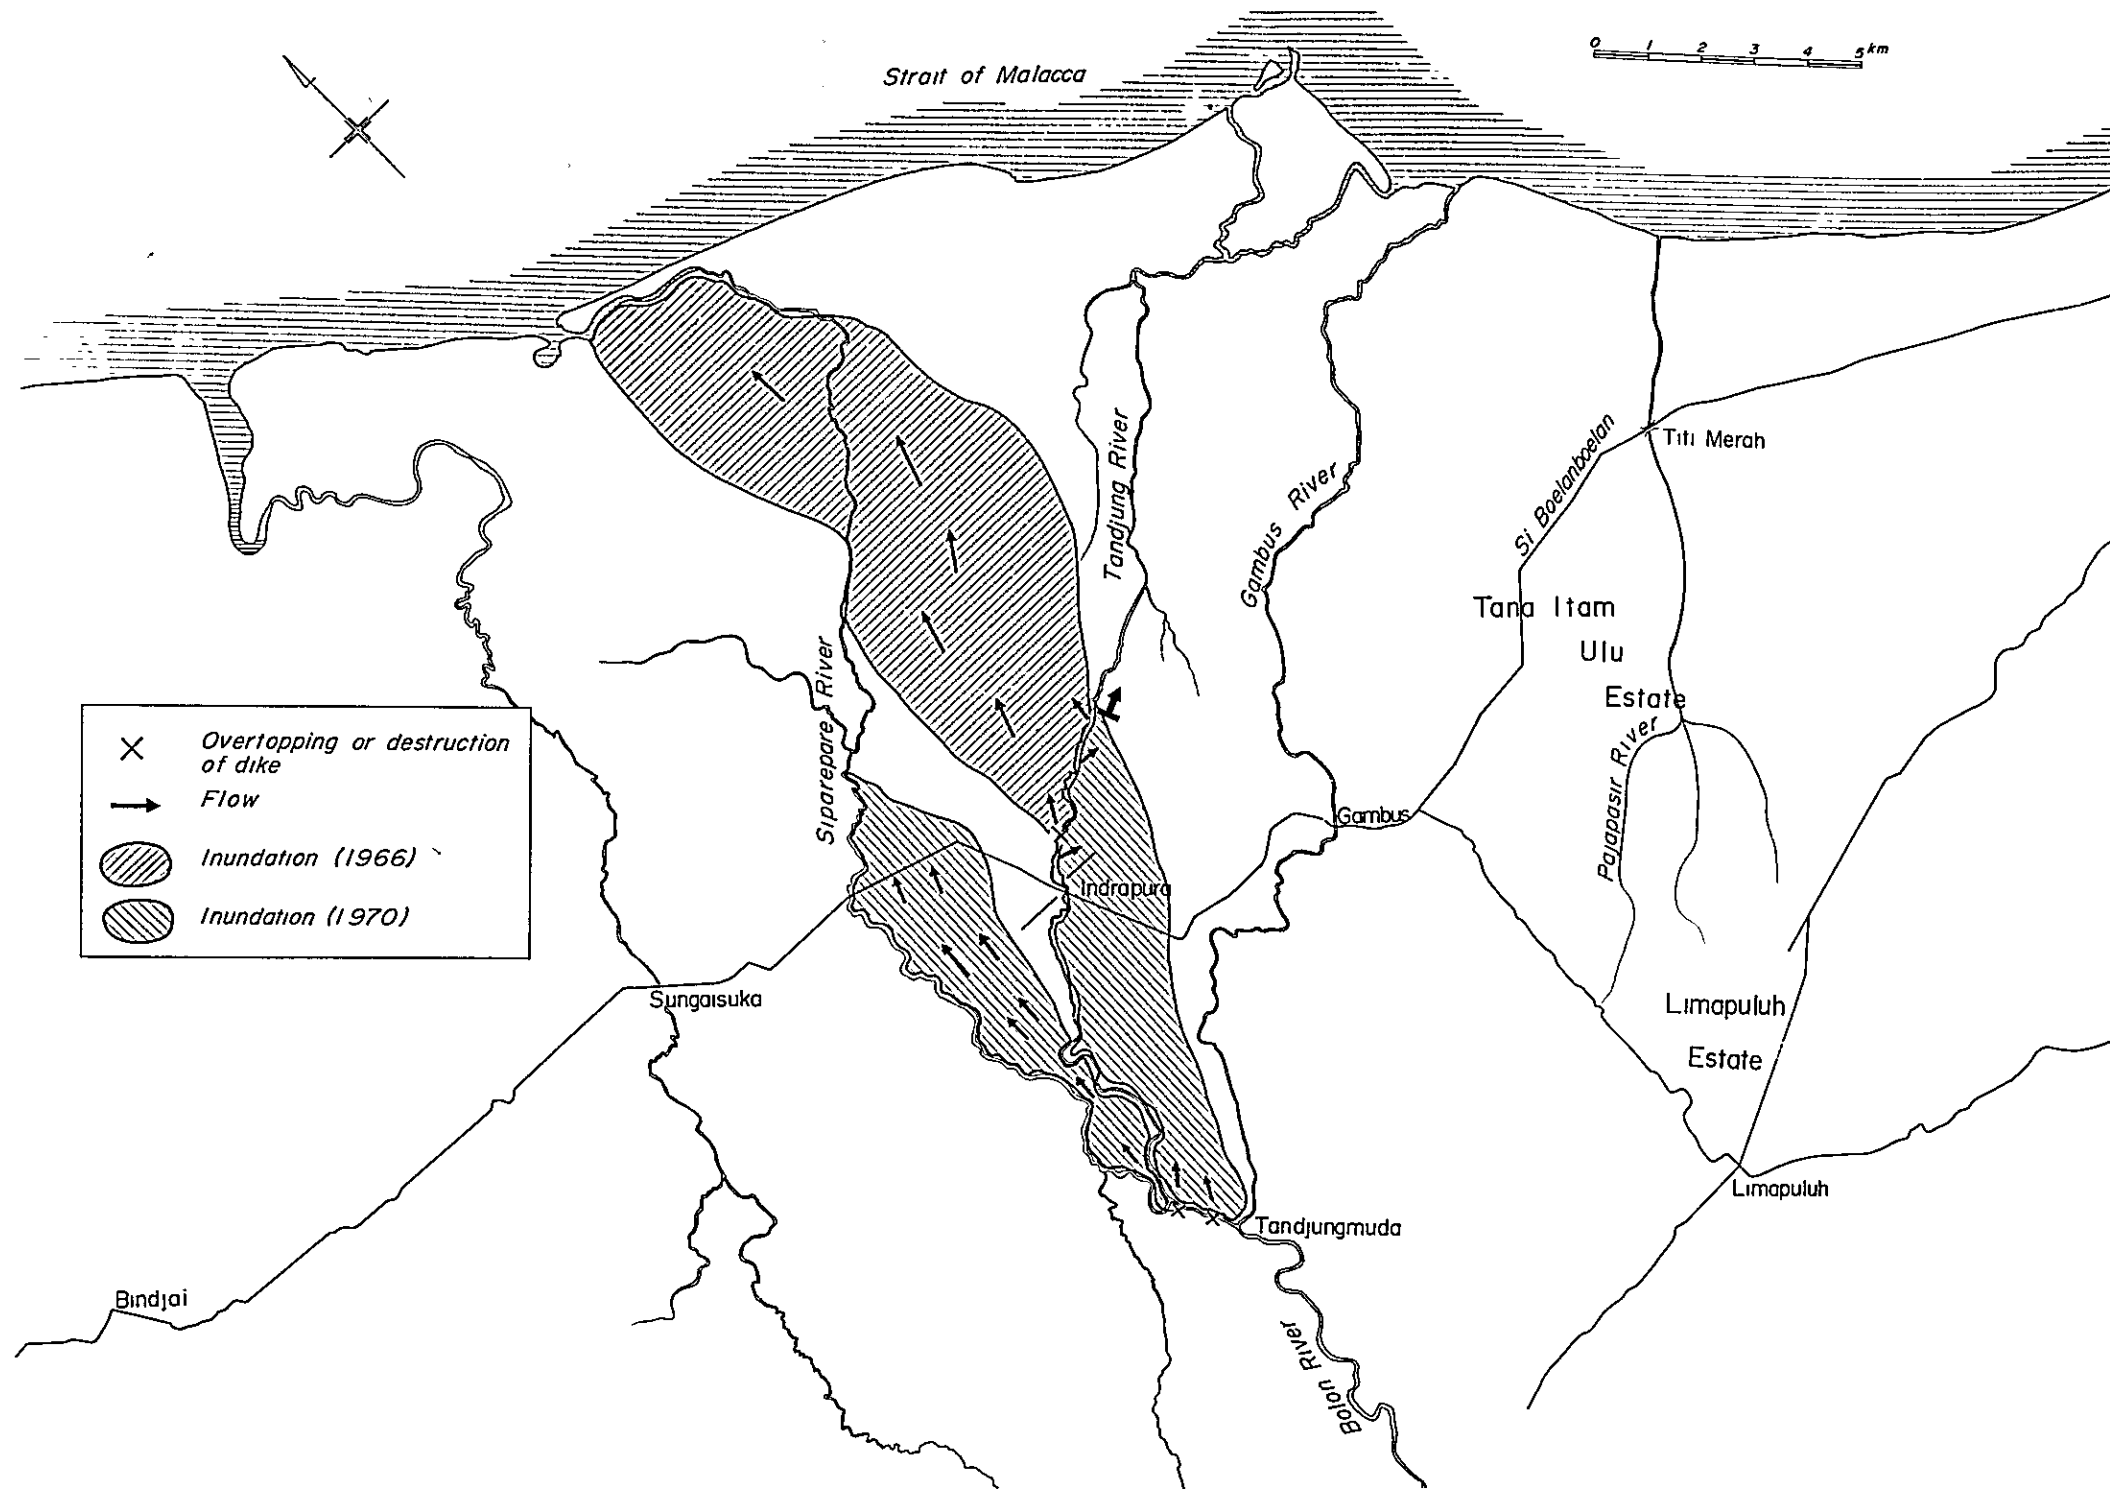 Strait of Malacca
0 1 2 3 4 5 km
Tandjung River
Gambus River
Si Boelanboelan
Titi Merah
Tana Itam
Ulu
Estate
Pajapasir River
Siparepare River
Overtopping or destruction
of dike
Flow
Inundation (1966)
Inundation (1970)
Gambus
Indrapura
Sungaisuka
Limapuluh
Estate
Limapuluh
Tandjungmuda
Bindjai
Bolon River